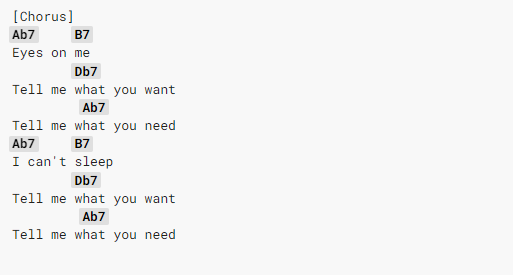 [Chorus]
Ab7 B7
Eyes on me
Db7
Tell me what you want
Ab7
Tell me what you need
Ab7 B7
I can't sleep
Db7
Tell me what you want
Ab7
Tell me what you need